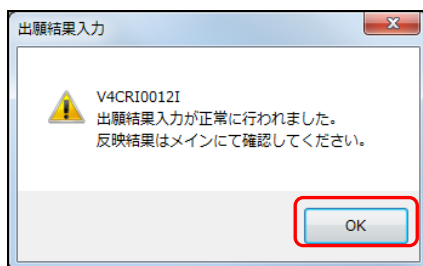 出願結果入力
V4CRI0012I
出願結果入力が正常に行われました。
反映結果はメインにて確認してください。
OK